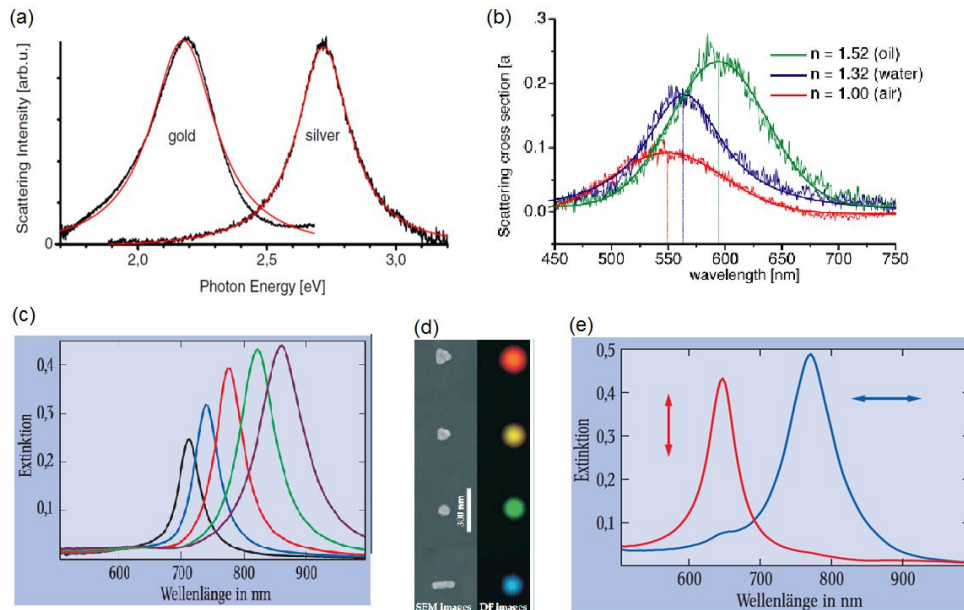 (a)
Scattering Intensity [arb.u.]
gold
silver
0
2,0
2,5
3,0
Photon Energy [eV]
(b)
Scattering cross section [a
0.3
0.2
0.1
0.0
n = 1.52 (oil)
n = 1.32 (water)
n = 1.00 (air)
450
500
550
600
650
700
750
wavelength [nm]
(c)
Extinktion
0,4
0,3
0,2
0,1
600
700
800
900
Wellenlänge in nm
(d)
300 nm
SEM images
DF images
(e)
Extinktion
0,5
0,4
0,3
0,2
0,1
600
700
800
900
Wellenlänge in nm